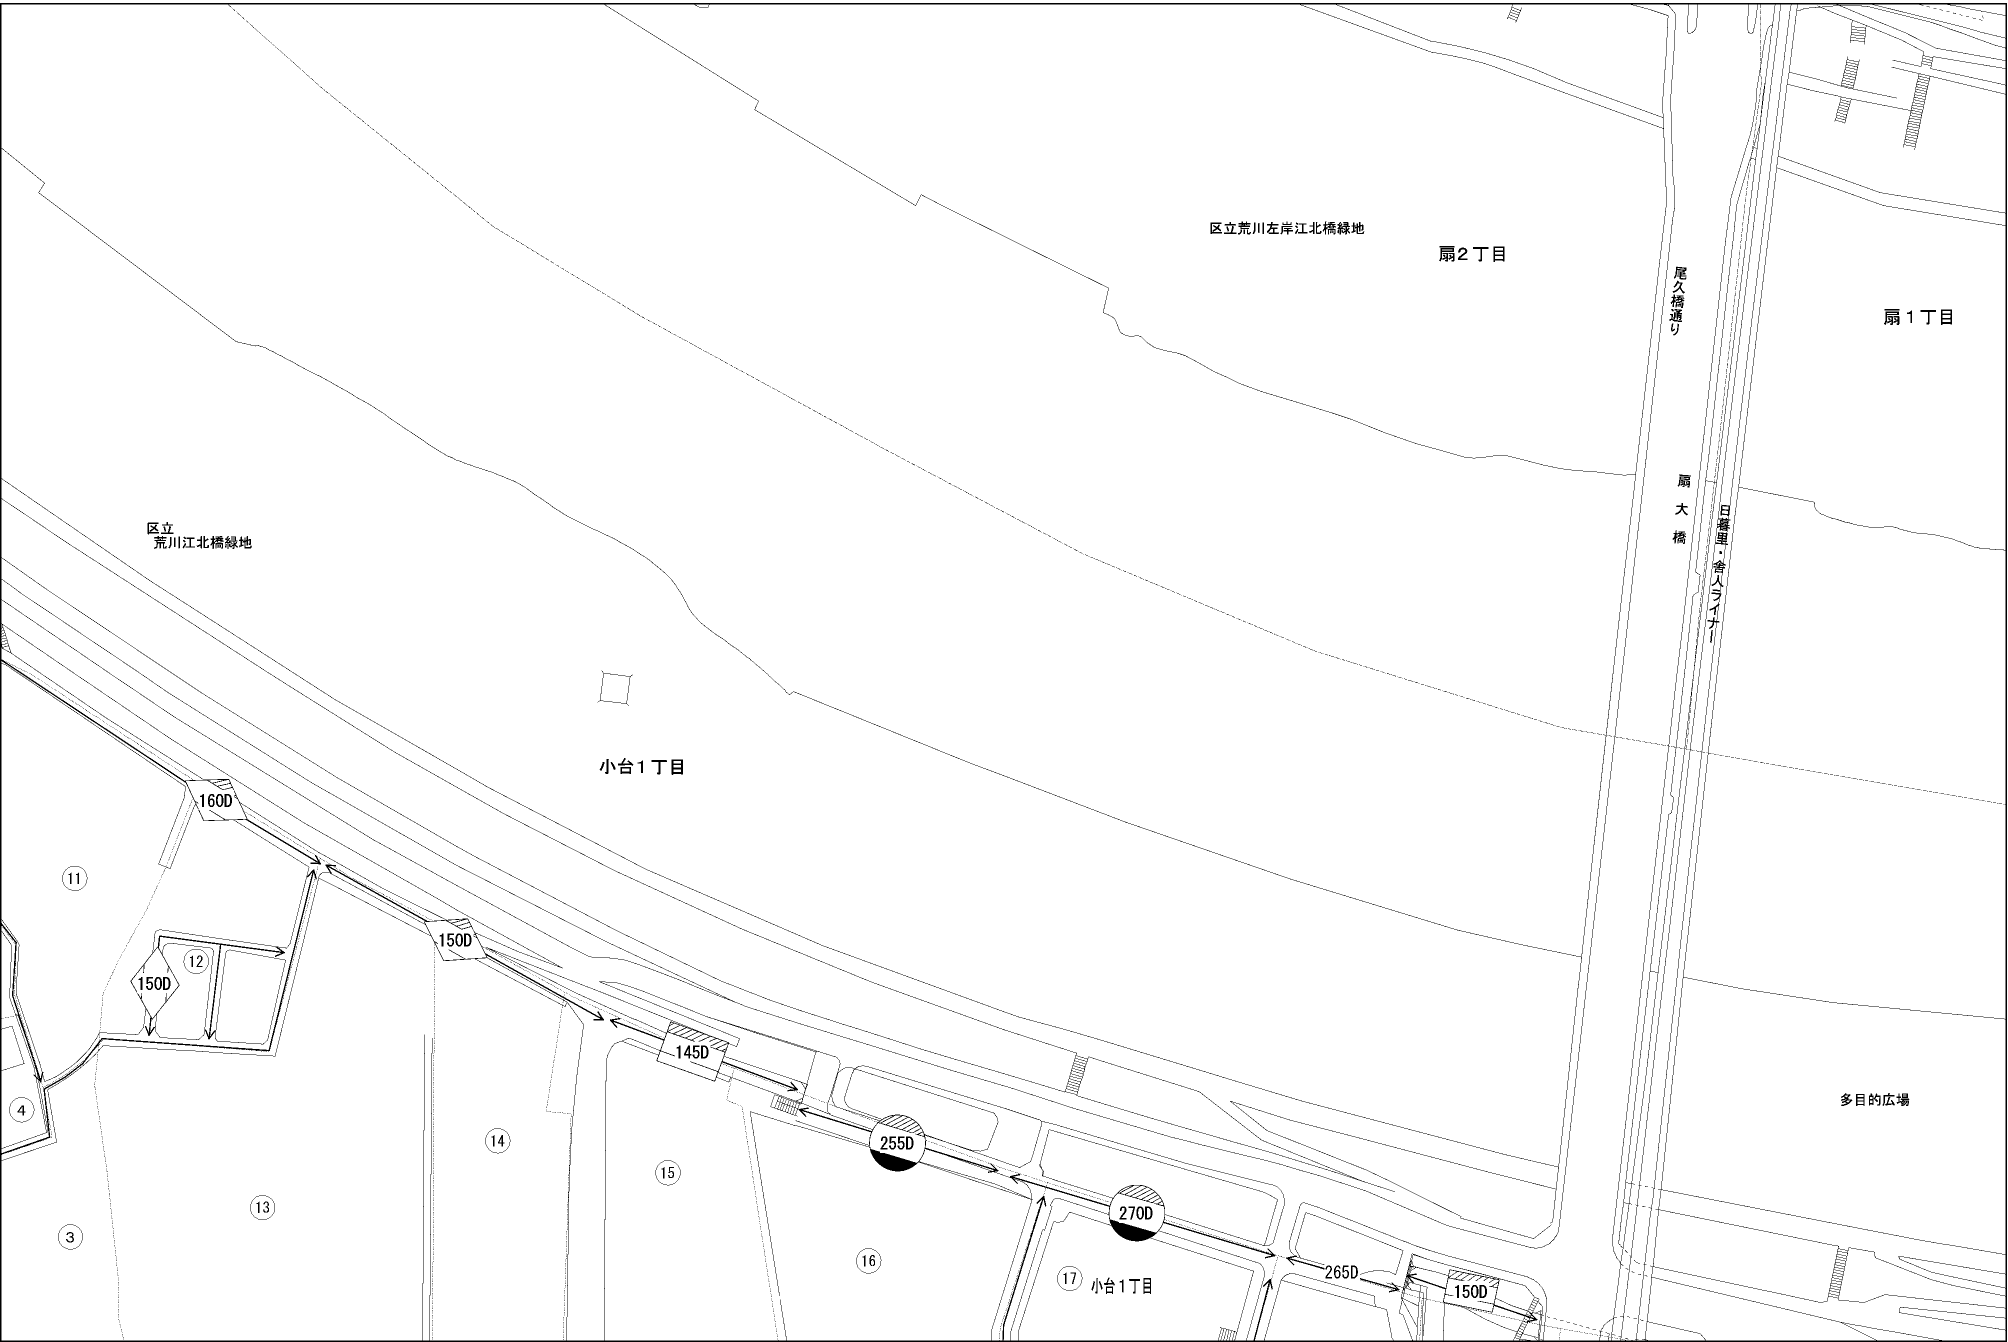 区立荒川左岸江北橋緑地
扇2丁目
尾久橋通り
扇1丁目
扇大橋
日暮里・舎人ライナー
区立
荒川江北橋緑地
小台1丁目
160D
11
150D
12
150D
145D
多目的広場
4
14
255D
15
13
270D
3
16
17
小台1丁目
265D
150D